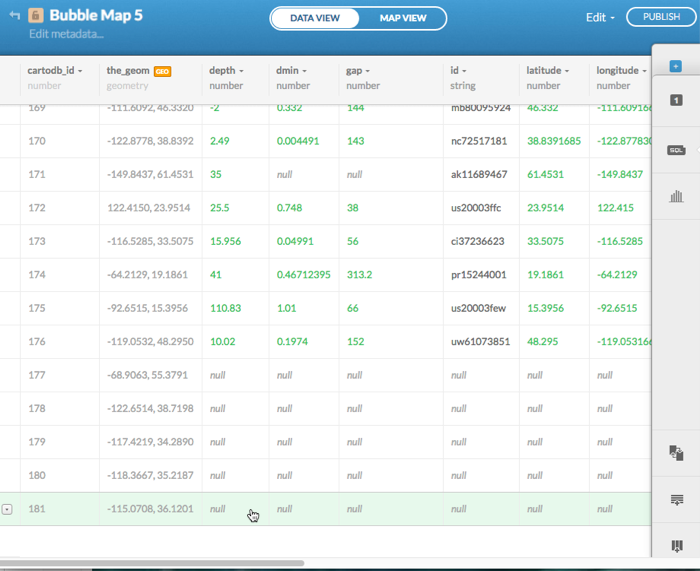 Bubble Map 5
DATA VIEW MAP VIEW
Edit PUBLISH
Edit metadata...
cartodb_id the_geom GEO depth dmin gap id latitude longitude
number geometry number number number string number number
169 -111.6092, 46.3320 -2 0.332 144 mb80095924 46.332 -111.609166
170 -122.8778, 38.8392 2.49 0.004491 143 nc72517181 38.8391685 -122.877830
171 -149.8437, 61.4531 35 null null ak11689467 61.4531 -149.8437
172 122.4150, 23.9514 25.5 0.748 38 us20003ffc 23.9514 122.415
173 -116.5285, 33.5075 15.956 0.04991 56 ci37236623 33.5075 -116.5285
174 -64.2129, 19.1861 41 0.46712395 313.2 pr15244001 19.1861 -64.2129
175 -92.6515, 15.3956 110.83 1.01 66 us20003few 15.3956 -92.6515
176 -119.0532, 48.2950 10.02 0.1974 152 uw61073851 48.295 -119.053166
177 -68.9063, 55.3791 null null null null null null
178 -122.6514, 38.7198 null null null null null null
179 -117.4219, 34.2890 null null null null null null
180 -118.3667, 35.2187 null null null null null null
181 -115.0708, 36.1201 null null null null null null
1
SQL